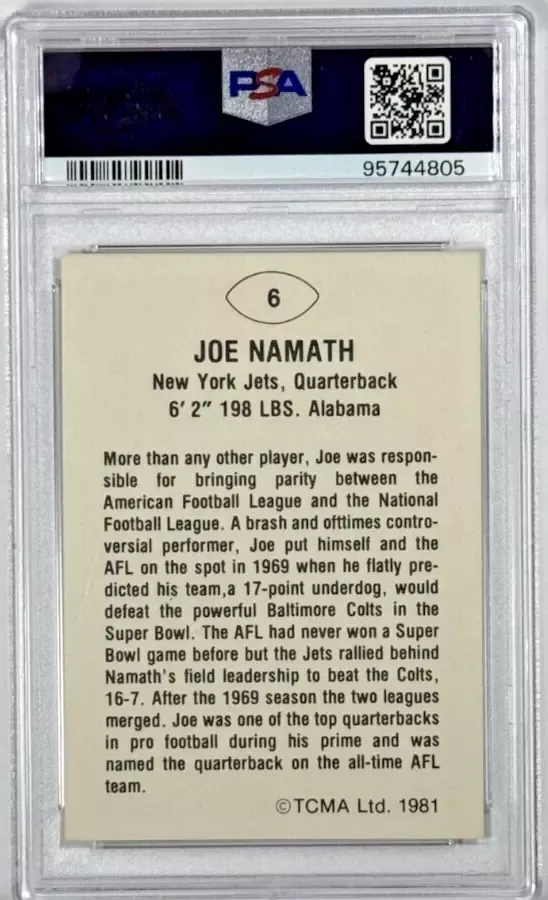 PSA
95744805
6
JOE NAMATH
New York Jets, Quarterback
6' 2" 198 LBS. Alabama
More than any other player, Joe was respon-
sible for bringing parity between the
American Football League and the National
Football League. A brash and ofttimes contro-
versial performer, Joe put himself and the
AFL on the spot in 1969 when he flatly pre-
dicted his team,a 17-point underdog, would
defeat the powerful Baltimore Colts in the
Super Bowl. The AFL had never won a Super
Bowl game before but the Jets rallied behind
Namath's field leadership to beat the Colts,
16-7. After the 1969 season the two leagues
merged. Joe was one of the top quarterbacks
in pro football during his prime and was
named the quarterback on the all-time AFL
team.
©TCMA Ltd. 1981